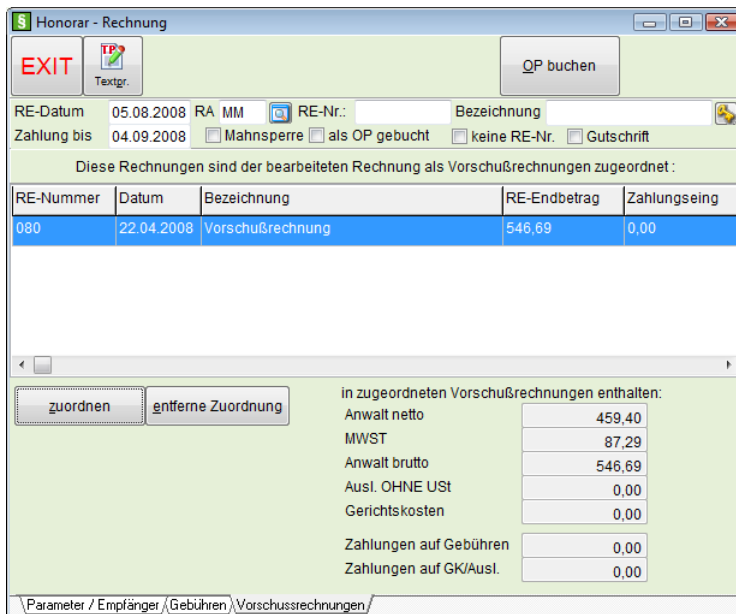 § Honorar - Rechnung
EXIT
TP
Textpr.
OP buchen
RE-Datum 05.08.2008 RA MM RE-Nr.: Bezeichnung
Zahlung bis 04.09.2008 Mahnsperre als OP gebucht keine RE-Nr. Gutschrift
Diese Rechnungen sind der bearbeiteten Rechnung als Vorschußrechnungen zugeordnet :
RE-Nummer Datum Bezeichnung RE-Endbetrag Zahlungseing
080 22.04.2008 Vorschußrechnung 546,69 0,00
zuordnen entferne Zuordnung
in zugeordneten Vorschußrechnungen enthalten:
Anwalt netto 459,40
MWST 87,29
Anwalt brutto 546,69
Ausl. OHNE USt 0,00
Gerichtskosten 0,00
Zahlungen auf Gebühren 0,00
Zahlungen auf GK/Ausl. 0,00
Parameter / Empfänger Gebühren Vorschussrechnungen